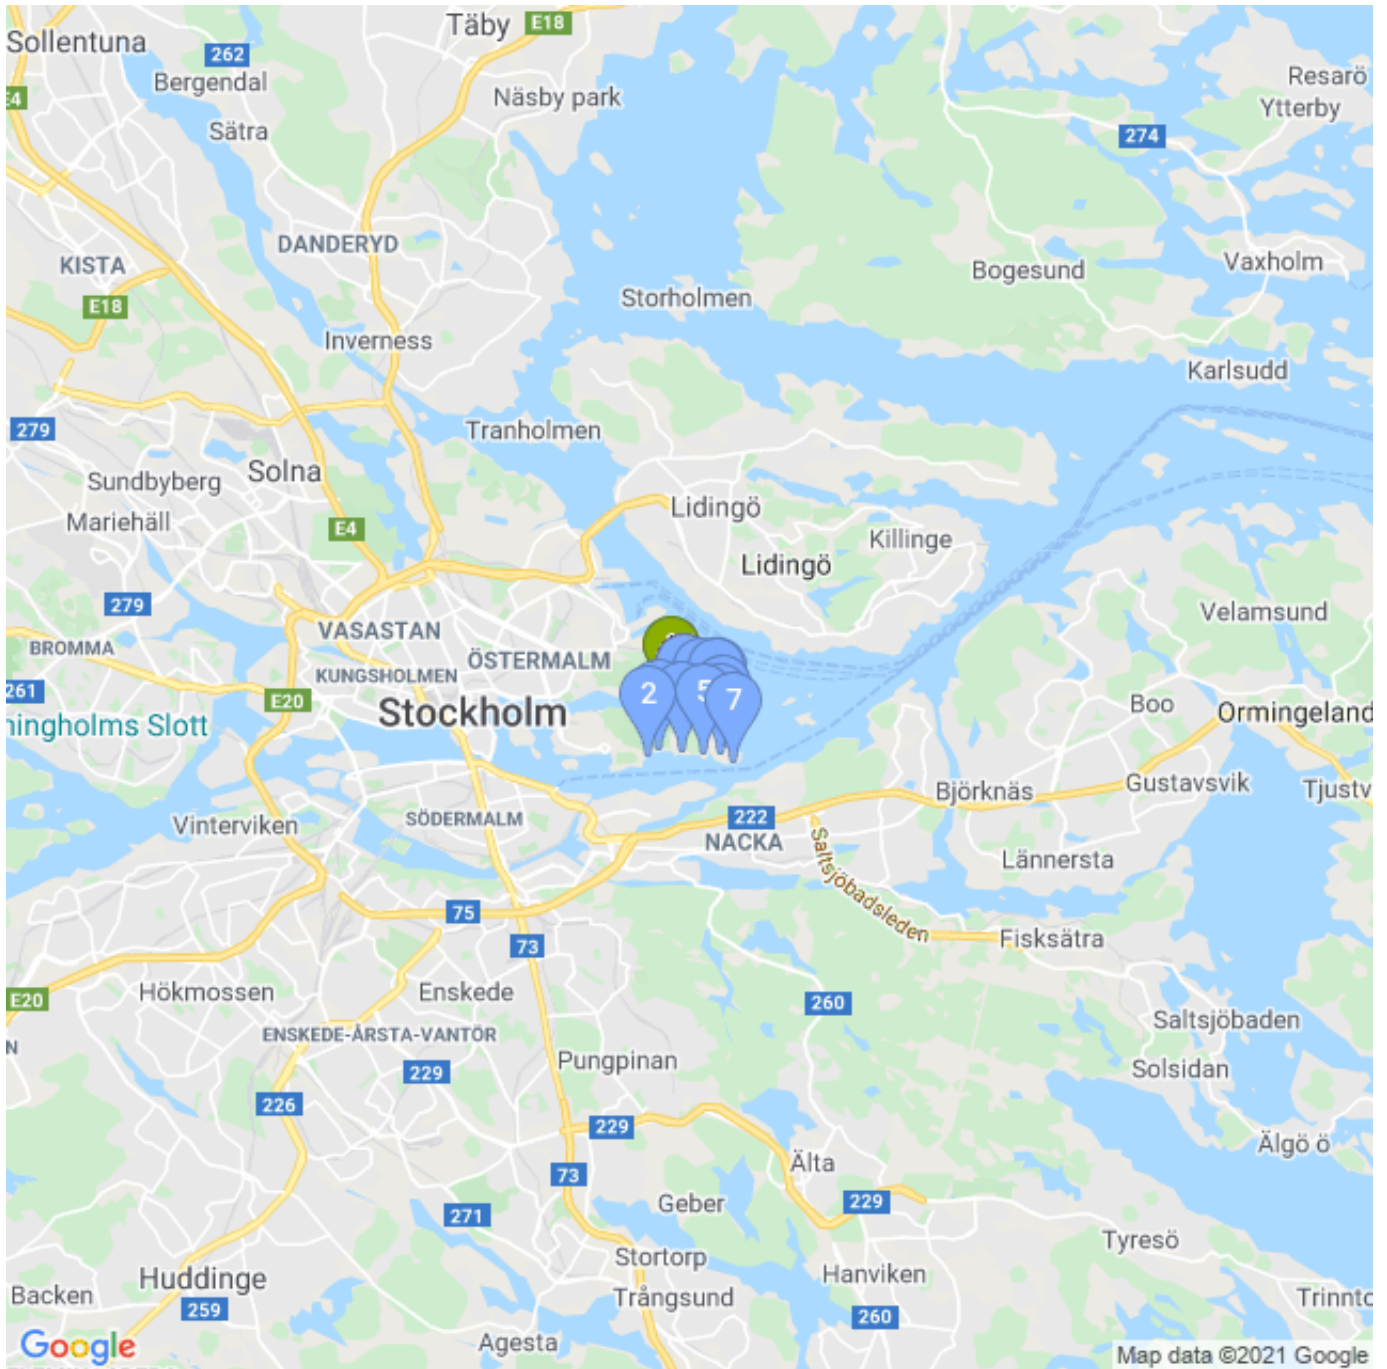 Täby
E18
Sollentuna
262
Bergendal
Resarö
E4
Näsby park
Ytterby
Sätra
274
DANDERYD
KISTA
Vaxholm
Bogesund
E18
Storholmen
Inverness
Karlsudd
279
Tranholmen
Solna
Sundbyberg
Lidingö
Mariehäll
E4
Killinge
Lidingö
279
Velamsund
VASASTAN
BROMMA
ÖSTERMALM
KUNGSHOLMEN
261
2
5
7
E20
Boo
Stockholm
Ormingeland
ningholms Slott
Gustavsvik
Björknäs
Tjustv
SÖDERMALM
222
Vinterviken
NACKA
Saltsjöbadsleden
Lännersta
75
73
Fisksätra
Hökmossen
Enskede
E20
260
Saltsjöbaden
ENSKEDE-ÅRSTA-VANTÖR
N
Pungpinan
Solsidan
229
226
229
Älgö ö
Älta
73
229
Geber
271
Tyresö
Stortorp
Huddinge
Hanviken
Backen
Trångsund
Trinnto
259
260
Agesta
Google
Map data ©2021 Google